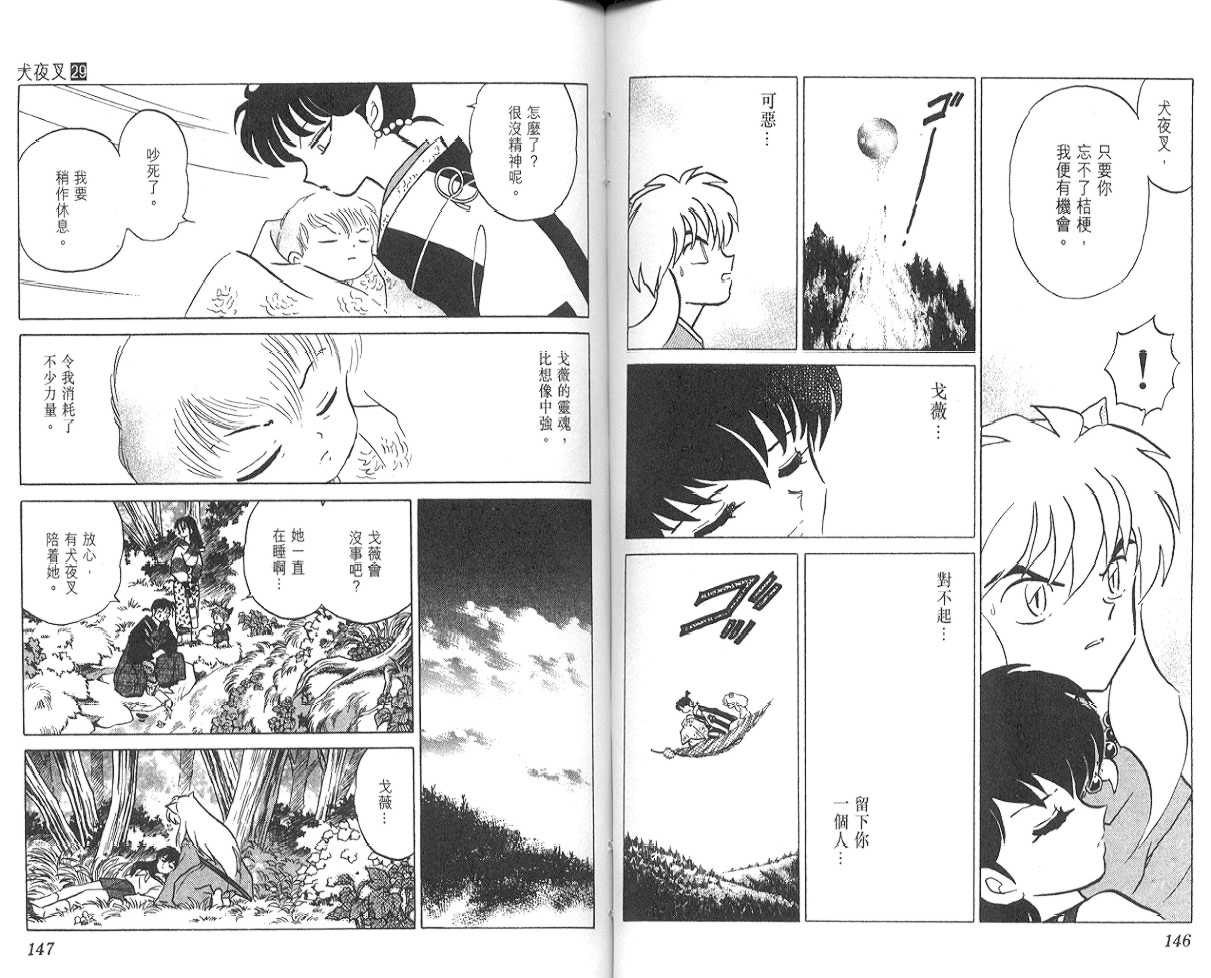 犬夜叉，
只要你
忘不了桔梗，
我便有機會。
！
ゴ
可惡…
戈薇…
對不起…
留下你
一個人…
ゴ
146
犬夜叉29
怎麼了？
很沒精神呢。
吵死了。
我要
稍作休息。
戈薇的靈魂，
比想像中強。
令我消耗了
不少力量。
戈薇會
沒事吧？
她一直
在睡啊…
放心，
有犬夜叉
陪着她。
戈薇…
147